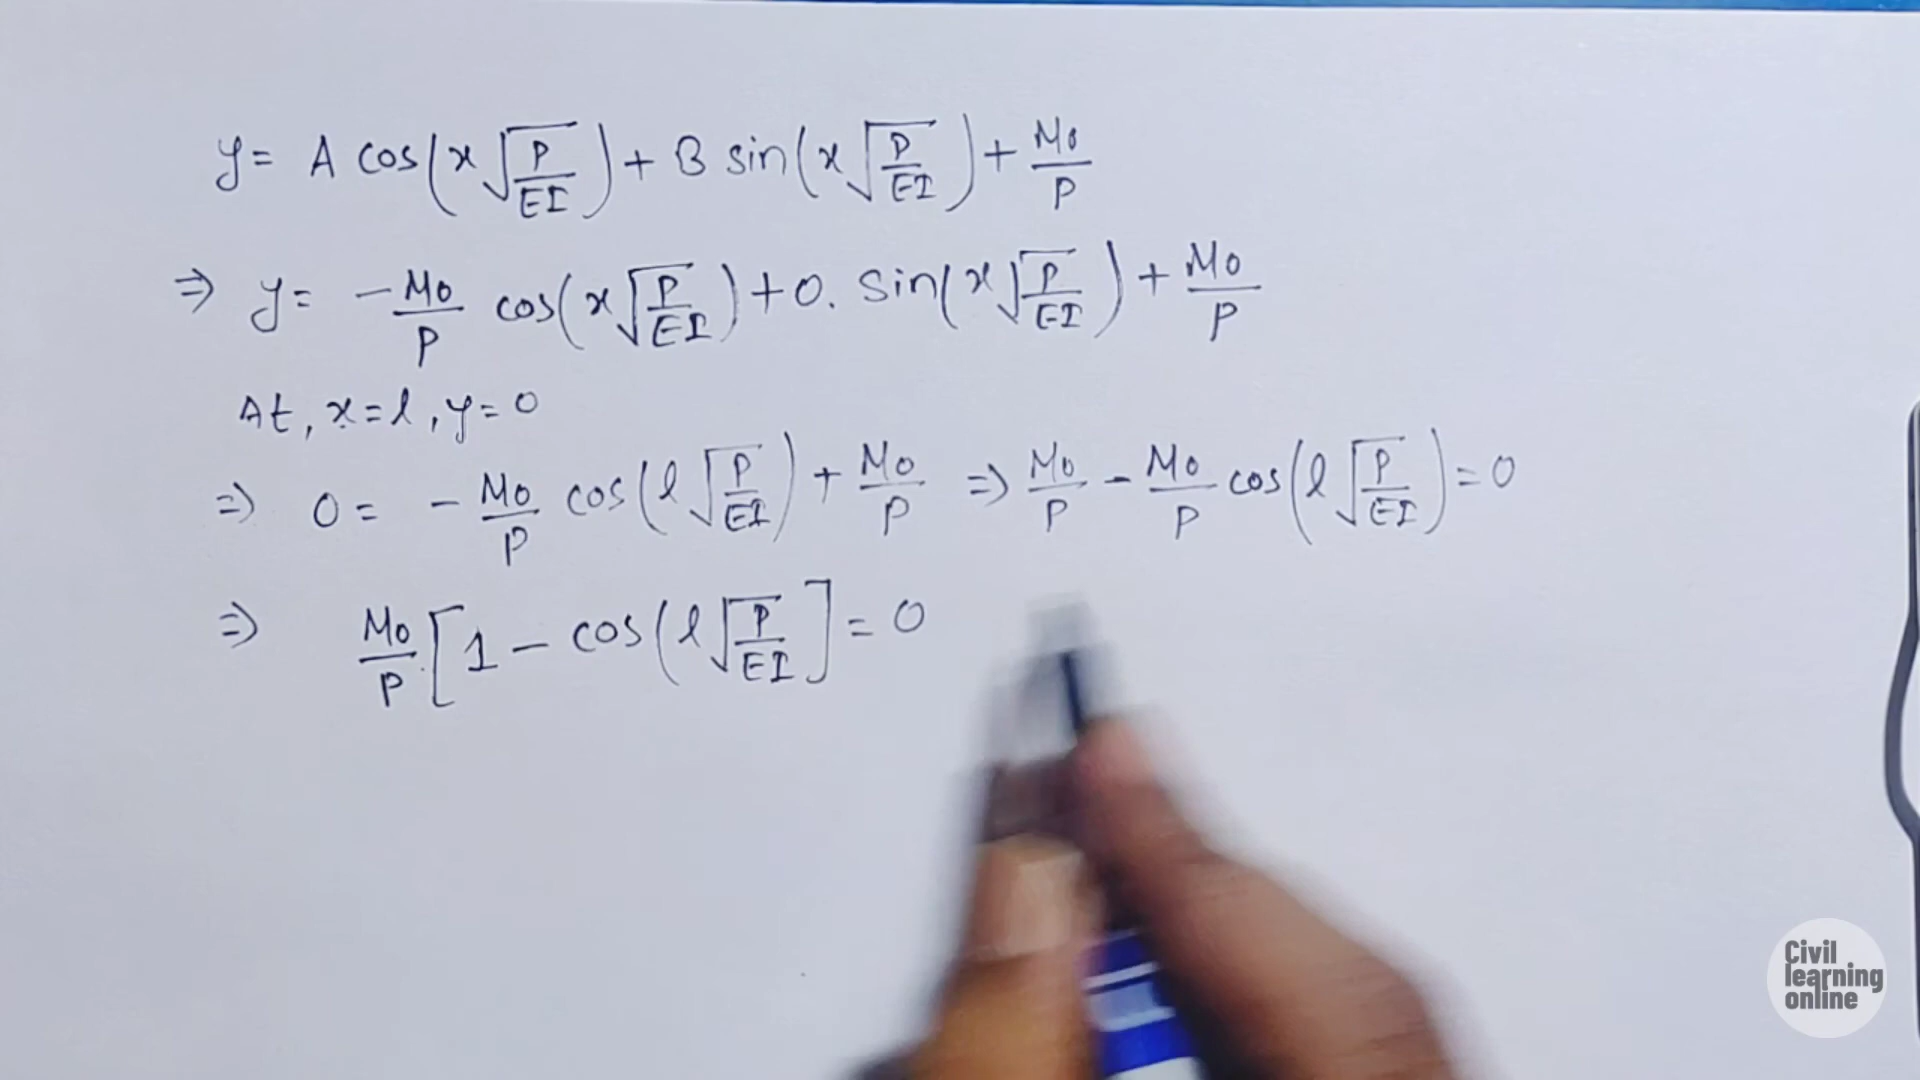 y = A cos(x√(P/EI)) + B sin(x√(P/EI)) + M0/P
⇒ y = -M0/P cos(x√(P/EI)) + 0. sin(x√(P/EI)) + M0/P
At, x = l, y = 0
⇒ 0 = -M0/P cos(l√(P/EI)) + M0/P ⇒ M0/P - M0/P cos(l√(P/EI)) = 0
⇒ M0/P [1 - cos(l√(P/EI)] = 0
Civil
learning
online